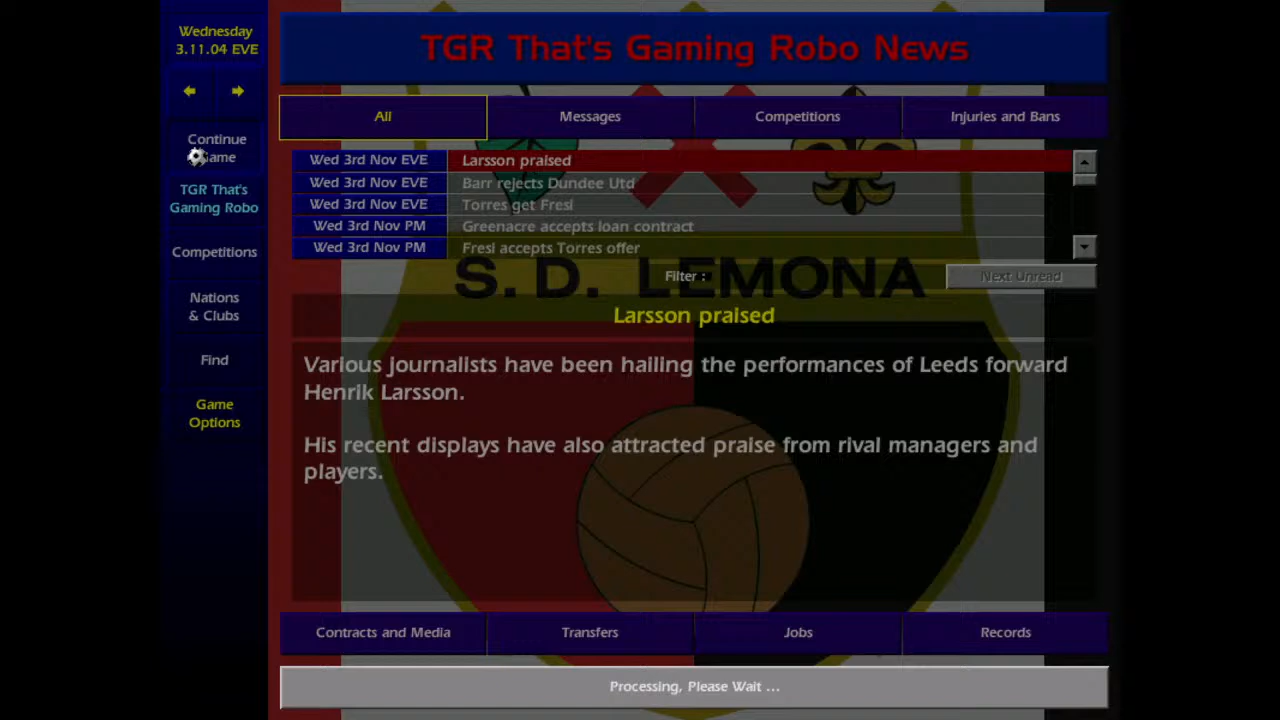 Wednesday
3.11.04 EVE
TGR That's Gaming Robo News
All
Messages
Competitions
Injuries and Bans
Continue
Game
TGR That's
Gaming Robo
Competitions
Nations
& Clubs
Find
Game
Options
Wed 3rd Nov EVE Larsson praised
Wed 3rd Nov EVE Barr rejects Dundee Utd
Wed 3rd Nov EVE Torres get Fresi
Wed 3rd Nov PM Greenacre accepts loan contract
Wed 3rd Nov PM Fresi accepts Torres offer
Filter :
Next Unread
S.D. LEMONA
Larsson praised
Various journalists have been hailing the performances of Leeds forward
Henrik Larsson.
His recent displays have also attracted praise from rival managers and
players.
Contracts and Media
Transfers
Jobs
Records
Processing, Please Wait ...